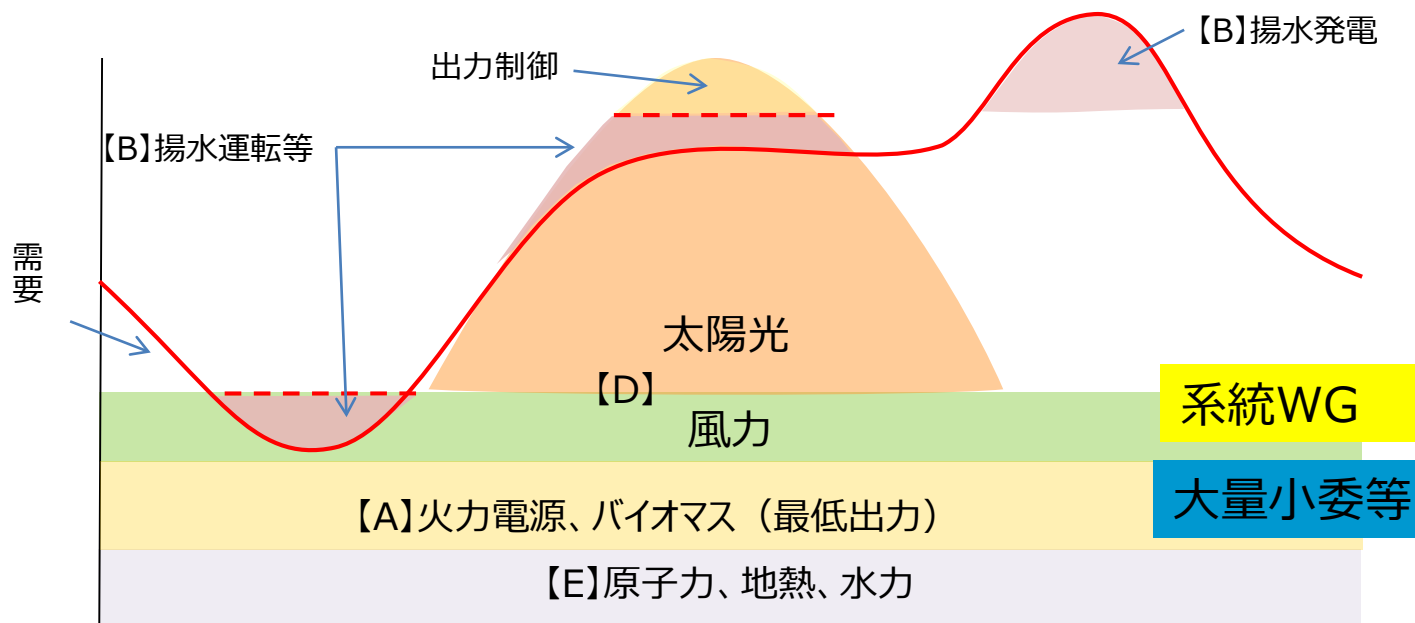 【B】揚水発電
出力制御
【B】揚水運転等
需要
太陽光
【D】
風力
系統WG
大量小委等
【A】火力電源、バイオマス（最低出力）
【E】原子力、地熱、水力